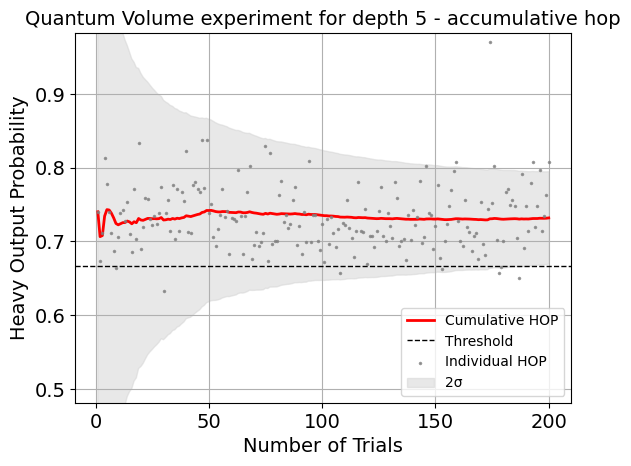 Quantum Volume experiment for depth 5 - accumulative hop
Heavy Output Probability
0.9
0.8
0.7
0.6
0.5
Cumulative HOP
Threshold
Individual HOP
2σ
0 50 100 150 200
Number of Trials